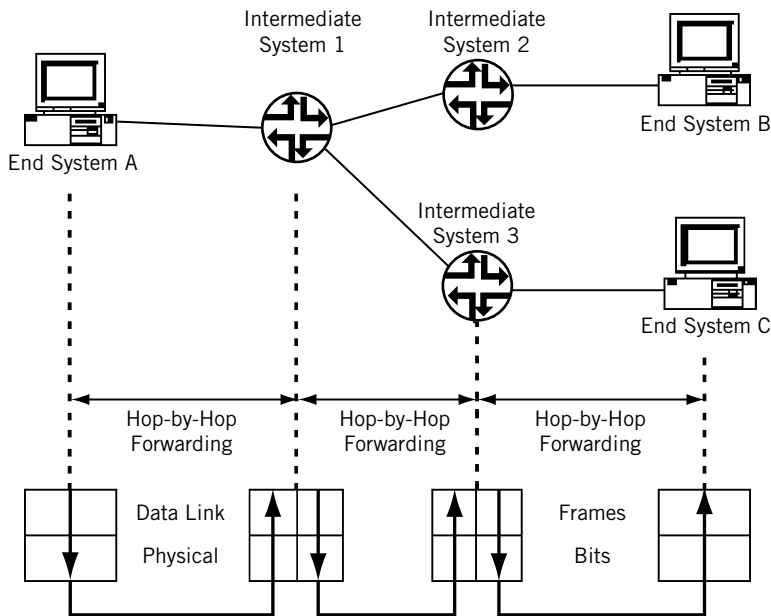 Intermediate
System 1
Intermediate
System 2
End System A
End System B
Intermediate
System 3
End System C
Hop-by-Hop
Forwarding
Hop-by-Hop
Forwarding
Hop-by-Hop
Forwarding
Data Link
Frames
Physical
Bits